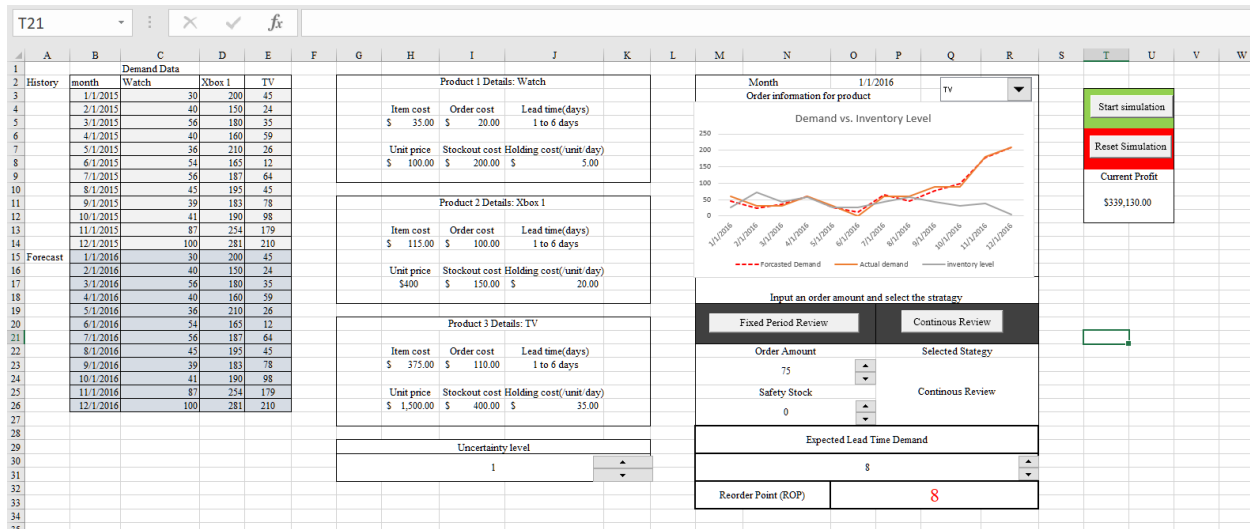 T21 fx
A B C D E F G H I J K L M N O P Q R S T U V W
1 Demand Data
2 History month Watch Xbox 1 TV
3 1/1/2015 30 200 45
4 2/1/2015 40 150 24
5 3/1/2015 56 180 35
6 4/1/2015 40 160 59
7 5/1/2015 36 210 26
8 6/1/2015 54 165 12
9 7/1/2015 56 187 64
10 8/1/2015 45 195 45
11 9/1/2015 39 183 78
12 10/1/2015 41 190 98
13 11/1/2015 87 254 179
14 12/1/2015 100 281 210
15 Forecast 1/1/2016 30 200 45
16 2/1/2016 40 150 24
17 3/1/2016 56 180 35
18 4/1/2016 40 160 59
19 5/1/2016 36 210 26
20 6/1/2016 54 165 12
21 7/1/2016 56 187 64
22 8/1/2016 45 195 45
23 9/1/2016 39 183 78
24 10/1/2016 41 190 98
25 11/1/2016 87 254 179
26 12/1/2016 100 281 210
27
28
29
30
31
32
33
34
35
Product 1 Details: Watch
Item cost Order cost Lead time(days)
$ 35.00 $ 20.00 1 to 6 days
Unit price Stockout cost Holding cost(/unit/day)
$ 100.00 $ 200.00 $ 5.00
Product 2 Details: Xbox 1
Item cost Order cost Lead time(days)
$ 115.00 $ 100.00 1 to 6 days
Unit price Stockout cost Holding cost(/unit/day)
$400 $ 150.00 $ 20.00
Product 3 Details: TV
Item cost Order cost Lead time(days)
$ 375.00 $ 110.00 1 to 6 days
Unit price Stockout cost Holding cost(/unit/day)
$ 1,500.00 $ 400.00 $ 35.00
Uncertainty level
1
Month 1/1/2016
Order information for product
TV
Demand vs. Inventory Level
250
200
150
100
50
0
1/1/2016 2/1/2016 3/1/2016 4/1/2016 5/1/2016 6/1/2016 7/1/2016 8/1/2016 9/1/2016 10/1/2016 11/1/2016 12/1/2016
Forcasted Demand Actual demand inventory level
Input an order amount and select the stratagy
Fixed Period Review Continous Review
Order Amount Selected Stategy
75
Safety Stock Continous Review
0
Expected Lead Time Demand
8
Reorder Point (ROP) 8
Start simulation
Reset Simulation
Current Profit
$339,130.00